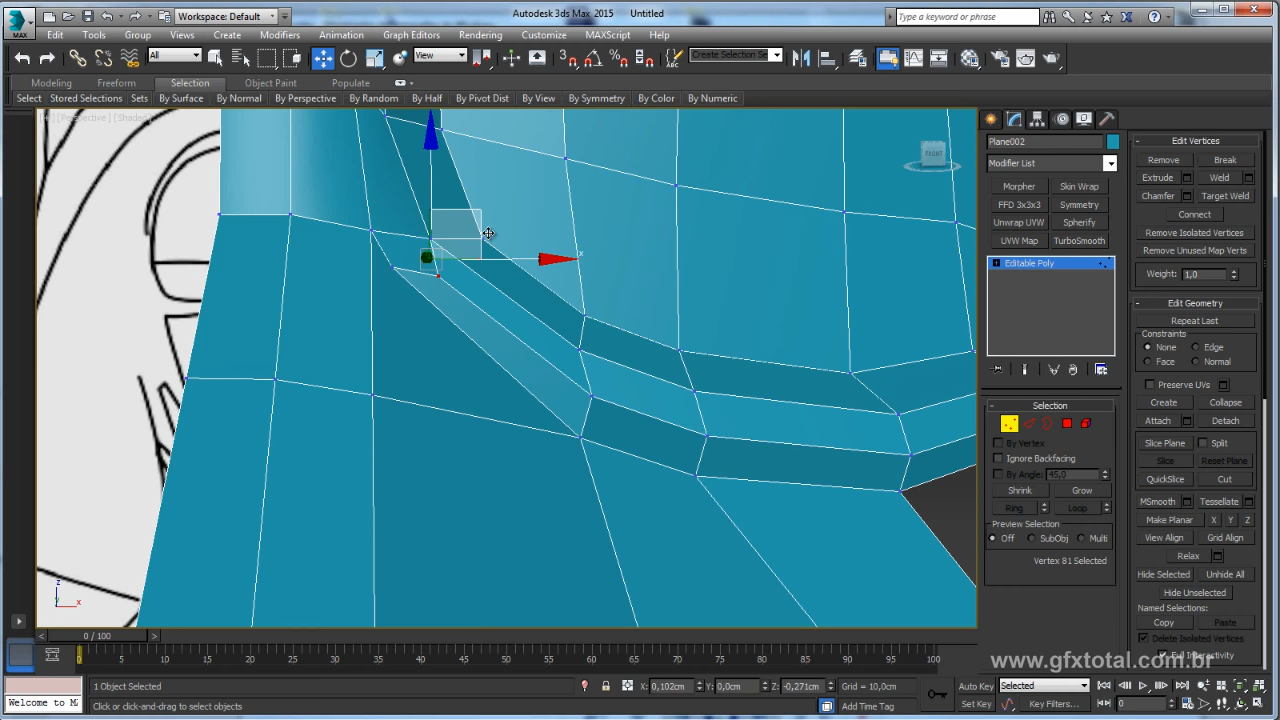 MAX
Workspace: Default
Autodesk 3ds Max 2015 Untitled
Type a keyword or phrase
Edit Tools Group Views Create Modifiers Animation Graph Editors Rendering Customize MAXScript Help
All
View
Create Selection Se
Modeling Freeform Selection Object Paint Populate
Select Stored Selections Sets By Surface By Normal By Perspective By Random By Half By Pivot Dist By View By Symmetry By Color By Numeric
[+] [Perspective] [Shaded]
FRONT
x
z
x
Plane002
Modifier List
Morpher Skin Wrap
FFD 3x3x3 Symmetry
Unwrap UVW Spherify
UVW Map TurboSmooth
Editable Poly
Selection
By Vertex
Ignore Backfacing
By Angle: 45,0
Shrink Grow
Ring Loop
Preview Selection
Off SubObj Multi
Vertex 81 Selected
Edit Vertices
Remove Break
Extrude Weld
Chamfer Target Weld
Connect
Remove Isolated Vertices
Remove Unused Map Verts
Weight: 1,0
Edit Geometry
Repeat Last
Constraints
None Edge
Face Normal
Preserve UVs
Create Collapse
Attach Detach
Slice Plane Split
Slice Reset Plane
QuickSlice Cut
MSmooth Tessellate
Make Planar X Y Z
View Align Grid Align
Relax
Hide Selected Unhide All
Hide Unselected
Named Selections:
Copy Paste
Delete Isolated Vertices
Full Interactivity
www.gfxtotal.com.br
0 / 100
0 5 10 15 20 25 30 35 40 45 50 55 60 65 70 75 80 85 90 95 100
1 Object Selected
X: 0,102cm Y: 0,0cm Z: -0,271cm Grid = 10,0cm
Auto Key Selected
Welcome to MA
Click or click-and-drag to select objects
Add Time Tag
Set Key Key Filters... 0